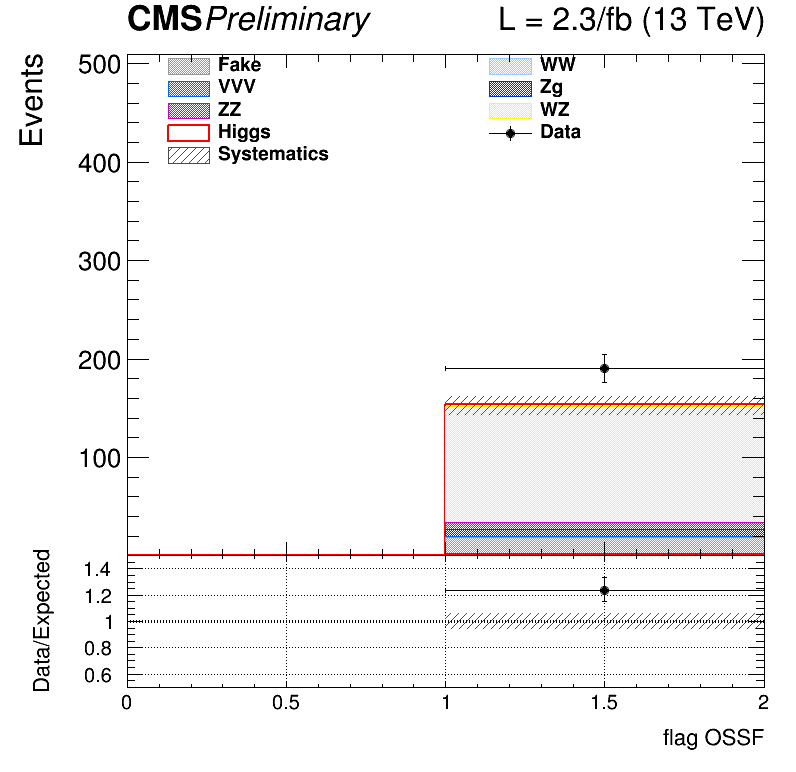 CMS Preliminary L = 2.3/fb (13 TeV)
Events
500
400
300
200
100
Fake WW
VVV Zg
ZZ WZ
Higgs Data
Systematics
Data/Expected
1.4
1.2
1
0.8
0.6
0 0.5 1 1.5 2
flag OSSF